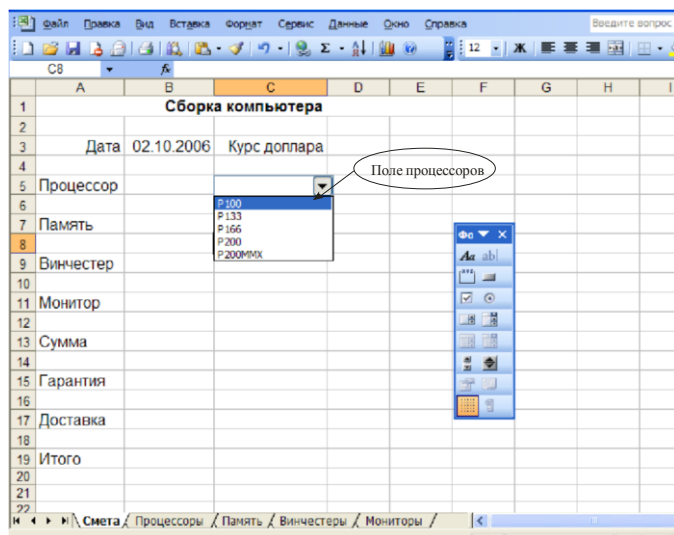 Файл Правка Вид Вставка Формат Сервис Данные Окно Справка Введите вопрос
12 Ж
C8 fx
A B C D E F G H I
1 Сборка компьютера
2
3 Дата 02.10.2006 Курс доллара
4
Поле процессоров
5 Процессор
6 P100
P133
7 Память P166
8 P200
P200MMX
Фо
Aa ab
9 Винчестер
10
11 Монитор
12
13 Сумма
14
15 Гарантия
16
17 Доставка
18
19 Итого
20
21
22
Смета Процессоры Память Винчестеры Мониторы